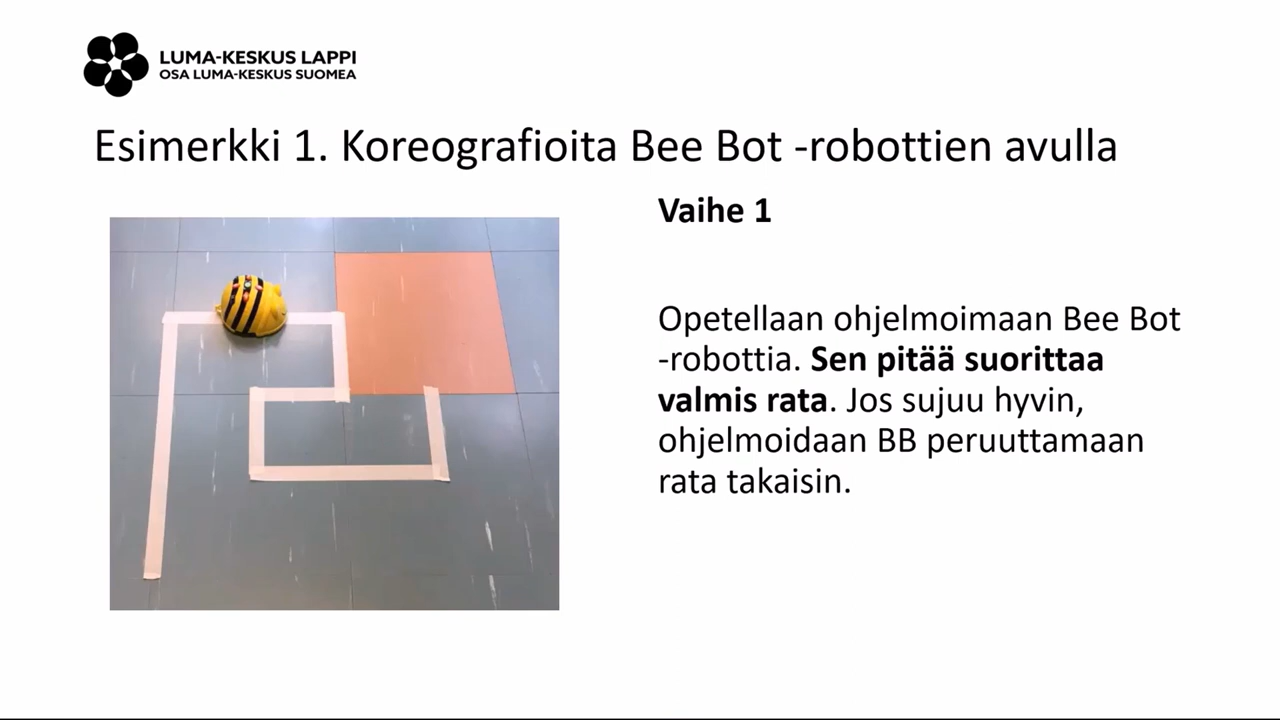 LUMA-KESKUS LAPPI
OSA LUMA-KESKUS SUOMEA
Esimerkki 1. Koreografioita Bee Bot -robottien avulla
Vaihe 1
Opetellaan ohjelmoimaan Bee Bot
-robottia. Sen pitää suorittaa
valmis rata. Jos sujuu hyvin,
ohjelmoidaan BB peruuttamaan
rata takaisin.